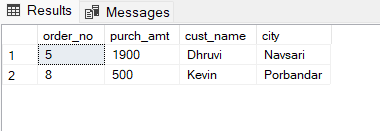 Results Messages
order_no purch_amt cust_name city
1 5 1900 Dhruvi Navsari
2 8 500 Kevin Porbandar